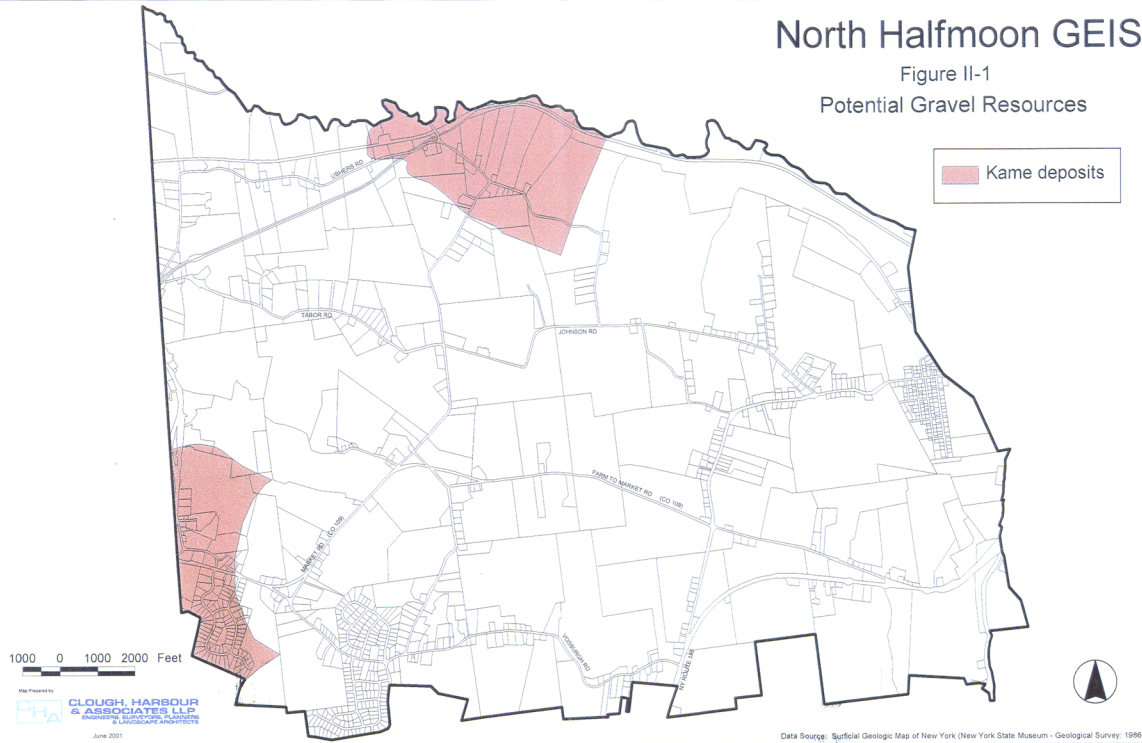 North Halfmoon GEIS
Figure II-1
Potential Gravel Resources
Kame deposits
USHERS RD
TABOR RD
JOHNSON RD
FARM TO MARKET RD (CO 109)
MARKET RD (CO 109)
VOSBURGH RD
NY ROUTE 146
1000 0 1000 2000 Feet
Map Prepared by:
CHA
CLOUGH, HARBOUR
& ASSOCIATES LLP
ENGINEERS, SURVEYORS, PLANNERS
& LANDSCAPE ARCHITECTS
June 2001
Data Source: Surficial Geologic Map of New York (New York State Museum - Geological Survey: 1986